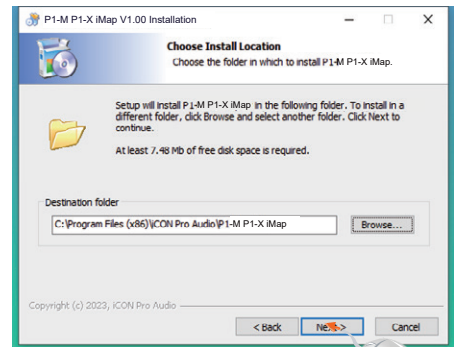 P1-M P1-X iMap V1.00 Installation
Choose Install Location
Choose the folder in which to install P1-M P1-X iMap.
Setup will install P1-M P1-X iMap in the following folder. To install in a
different folder, click Browse and select another folder. Click Next to
continue.
At least 7.48 Mb of free disk space is required.
Destination folder
C:\Program Files (x86)\iCON Pro Audio\P1-M P1-X iMap
Browse...
Copyright (c) 2023, iCON Pro Audio
< Back
Next >
Cancel